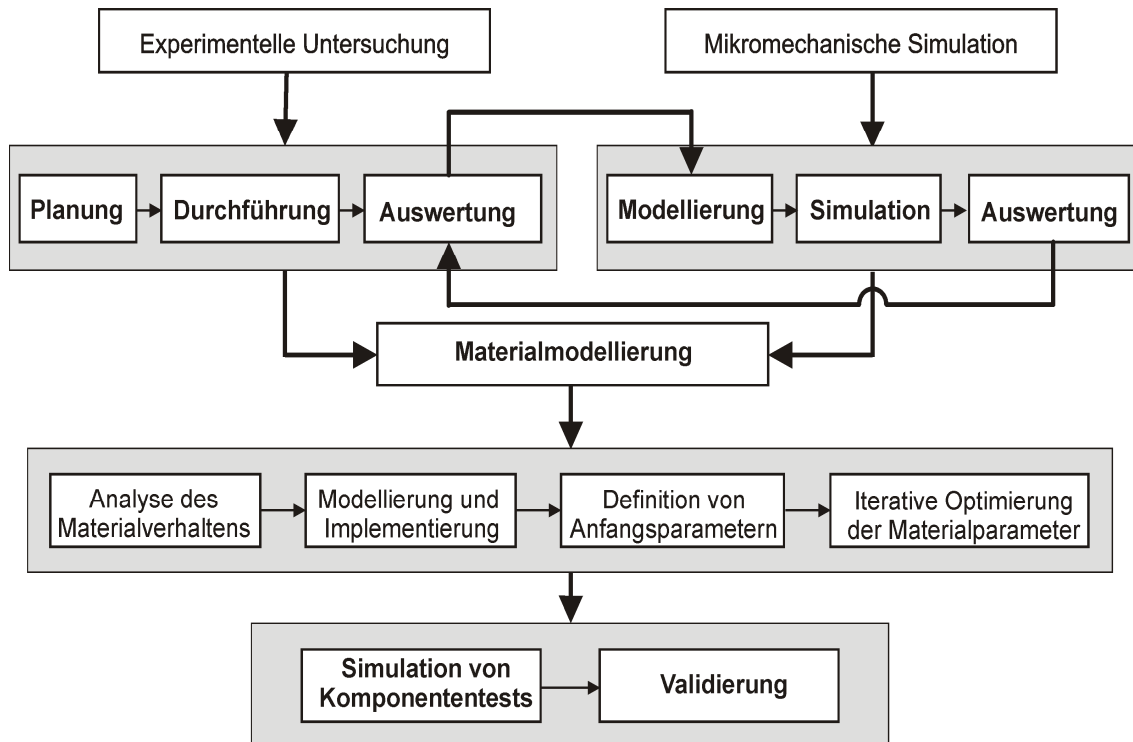 Experimentelle Untersuchung
Mikromechanische Simulation
Planung
Durchführung
Auswertung
Modellierung
Simulation
Auswertung
Materialmodellierung
Analyse des
Materialverhaltens
Modellierung und
Implementierung
Definition von
Anfangsparametern
Iterative Optimierung
der Materialparameter
Simulation von
Komponententests
Validierung